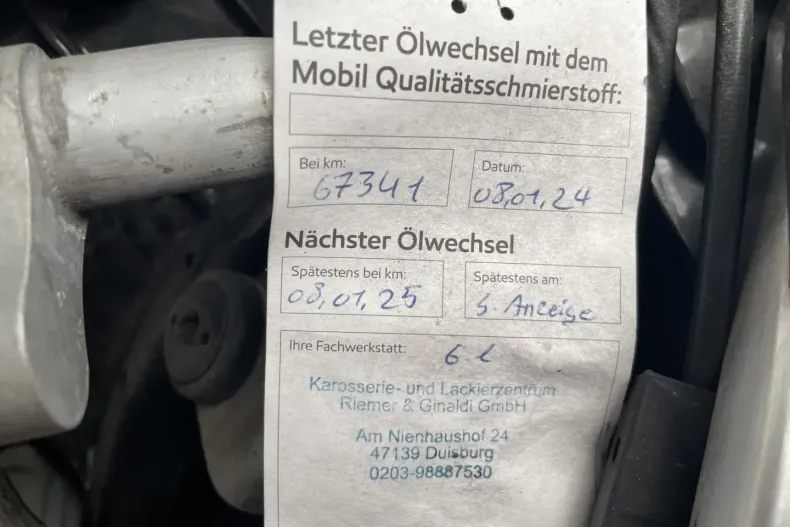 Letzter Ölwechsel mit dem
Mobil Qualitätsschmierstoff:
Bei km: Datum:
67341 08,01,24
Nächster Ölwechsel
Spätestens bei km: Spätestens am:
08,01,25 S. Anzeige
Ihre Fachwerkstatt: 6 l
Karosserie- und Lackierzentrum
Riemer & Ginaldi GmbH
Am Nienhaushof 24
47139 Duisburg
0203-98887530